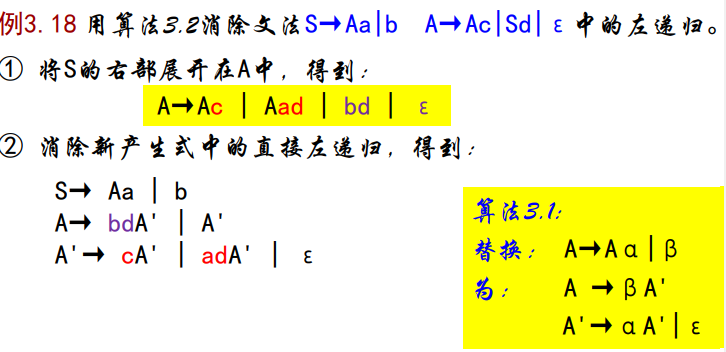 例3.18 用算法3.2消除文法S→Aa|b A→Ac|Sd|ε中的左递归。
① 将S的右部展开在A中，得到：
A→Ac | Aad | bd | ε
② 消除新产生式中的直接左递归，得到：
S→ Aa | b
A→ bdA' | A'
A'→ cA' | adA' | ε
算法3.1:
替换： A→Aα|β
为： A →βA'
A'→αA'|ε